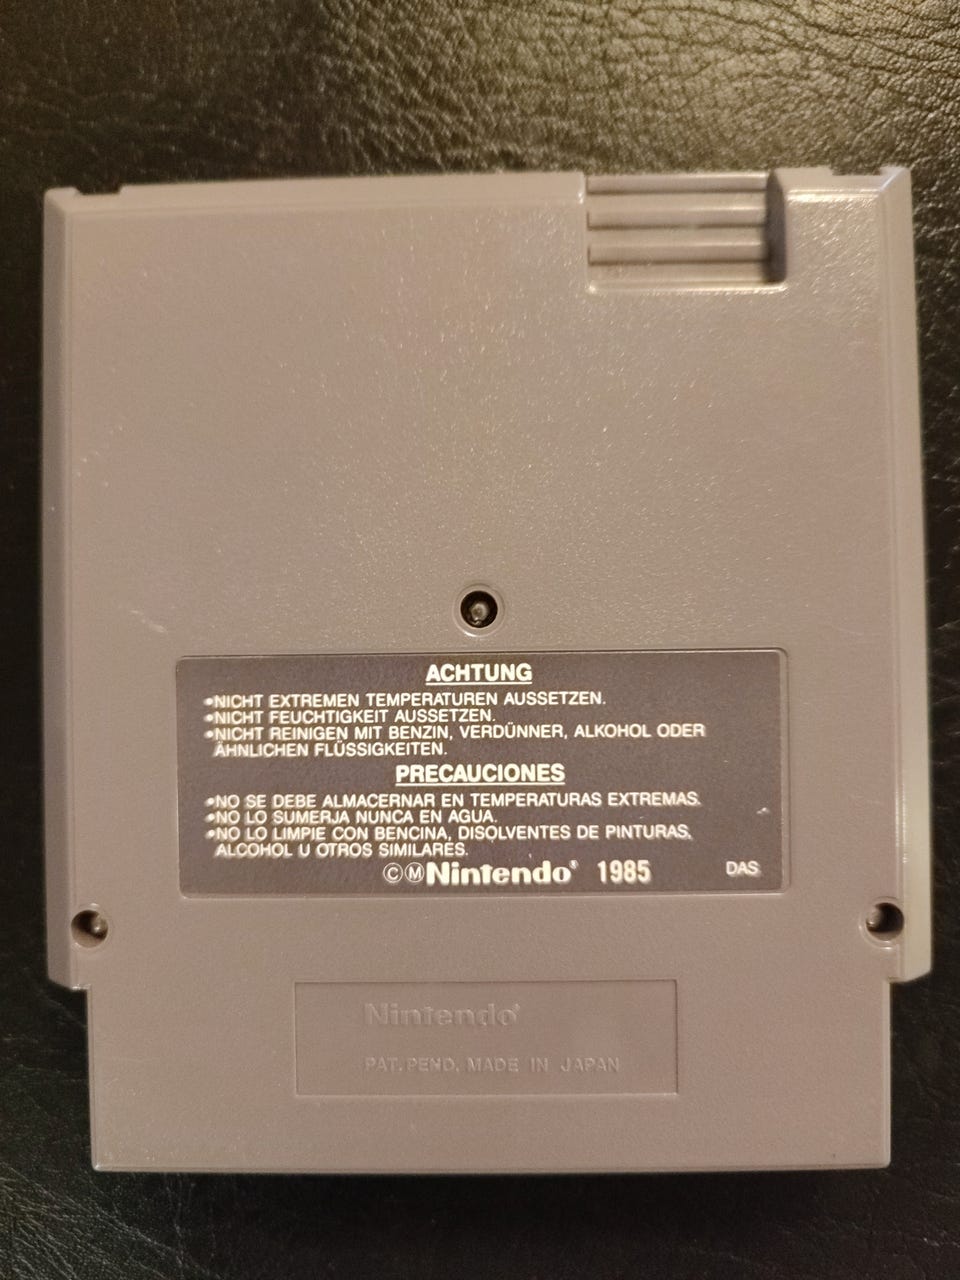 ACHTUNG
•NICHT EXTREMEN TEMPERATUREN AUSSETZEN.
•NICHT FEUCHTIGKEIT AUSSETZEN.
•NICHT REINIGEN MIT BENZIN, VERDÜNNER, ALKOHOL ODER
ÄHNLICHEN FLÜSSIGKEITEN.
PRECAUCIONES
•NO SE DEBE ALMACERNAR EN TEMPERATURAS EXTREMAS.
•NO LO SUMERJA NUNCA EN AGUA.
•NO LO LIMPIE CON BENCINA, DISOLVENTES DE PINTURAS,
ALCOHOL U OTROS SIMILARES.
©Ⓜ Nintendo® 1985 DAS
Nintendo®
PAT. PEND. MADE IN JAPAN